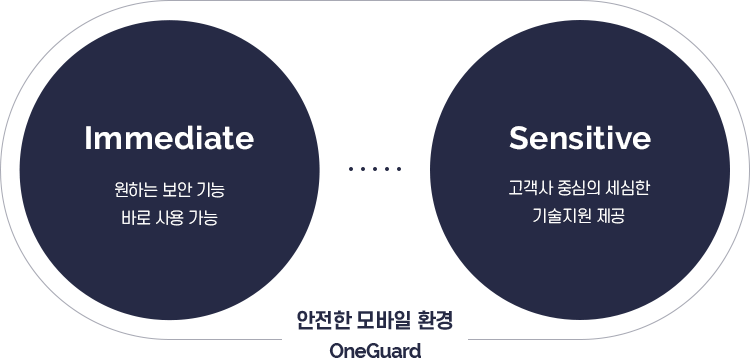 Immediate
원하는 보안 기능
바로 사용 가능
Sensitive
고객사 중심의 세심한
기술지원 제공
안전한 모바일 환경
OneGuard